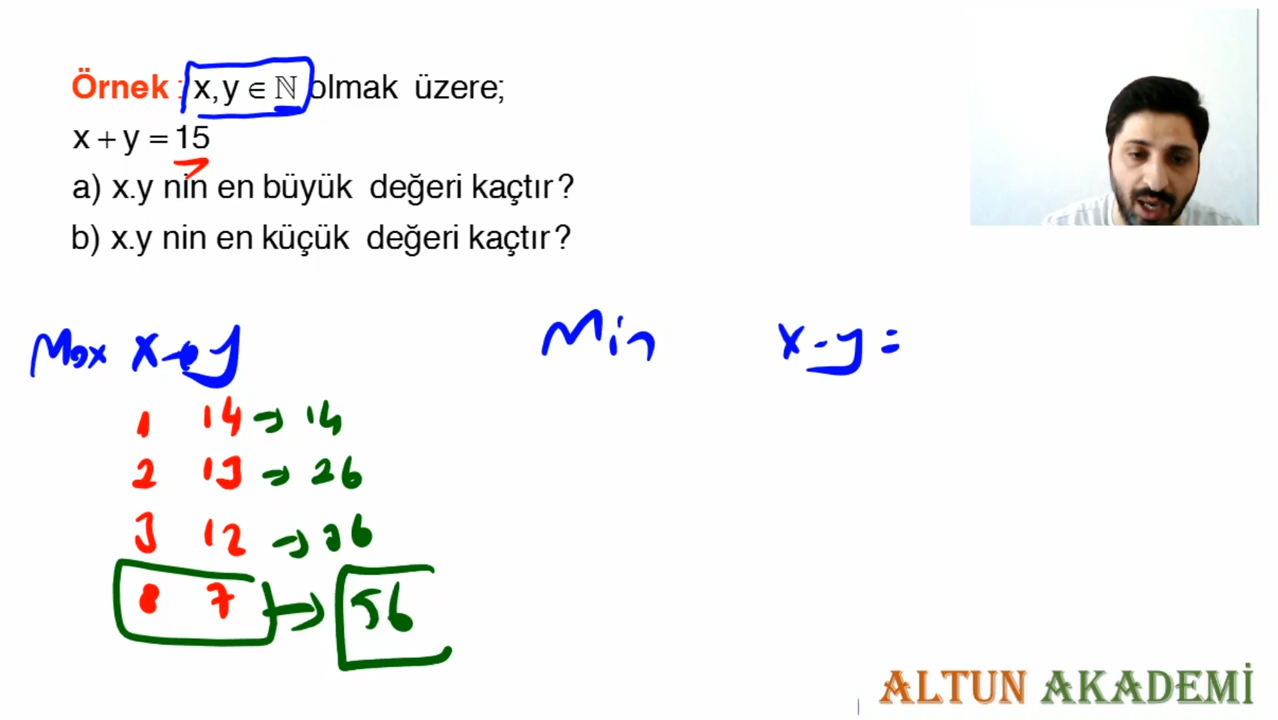 Örnek : x,y ∈ ℕ olmak üzere;
x + y = 15
a) x.y nin en büyük değeri kaçtır?
b) x.y nin en küçük değeri kaçtır?
Max x • y
Min x . y =
1 14 → 14
2 13 → 26
3 12 → 36
8 7 → 56
ALTUN AKADEMİ